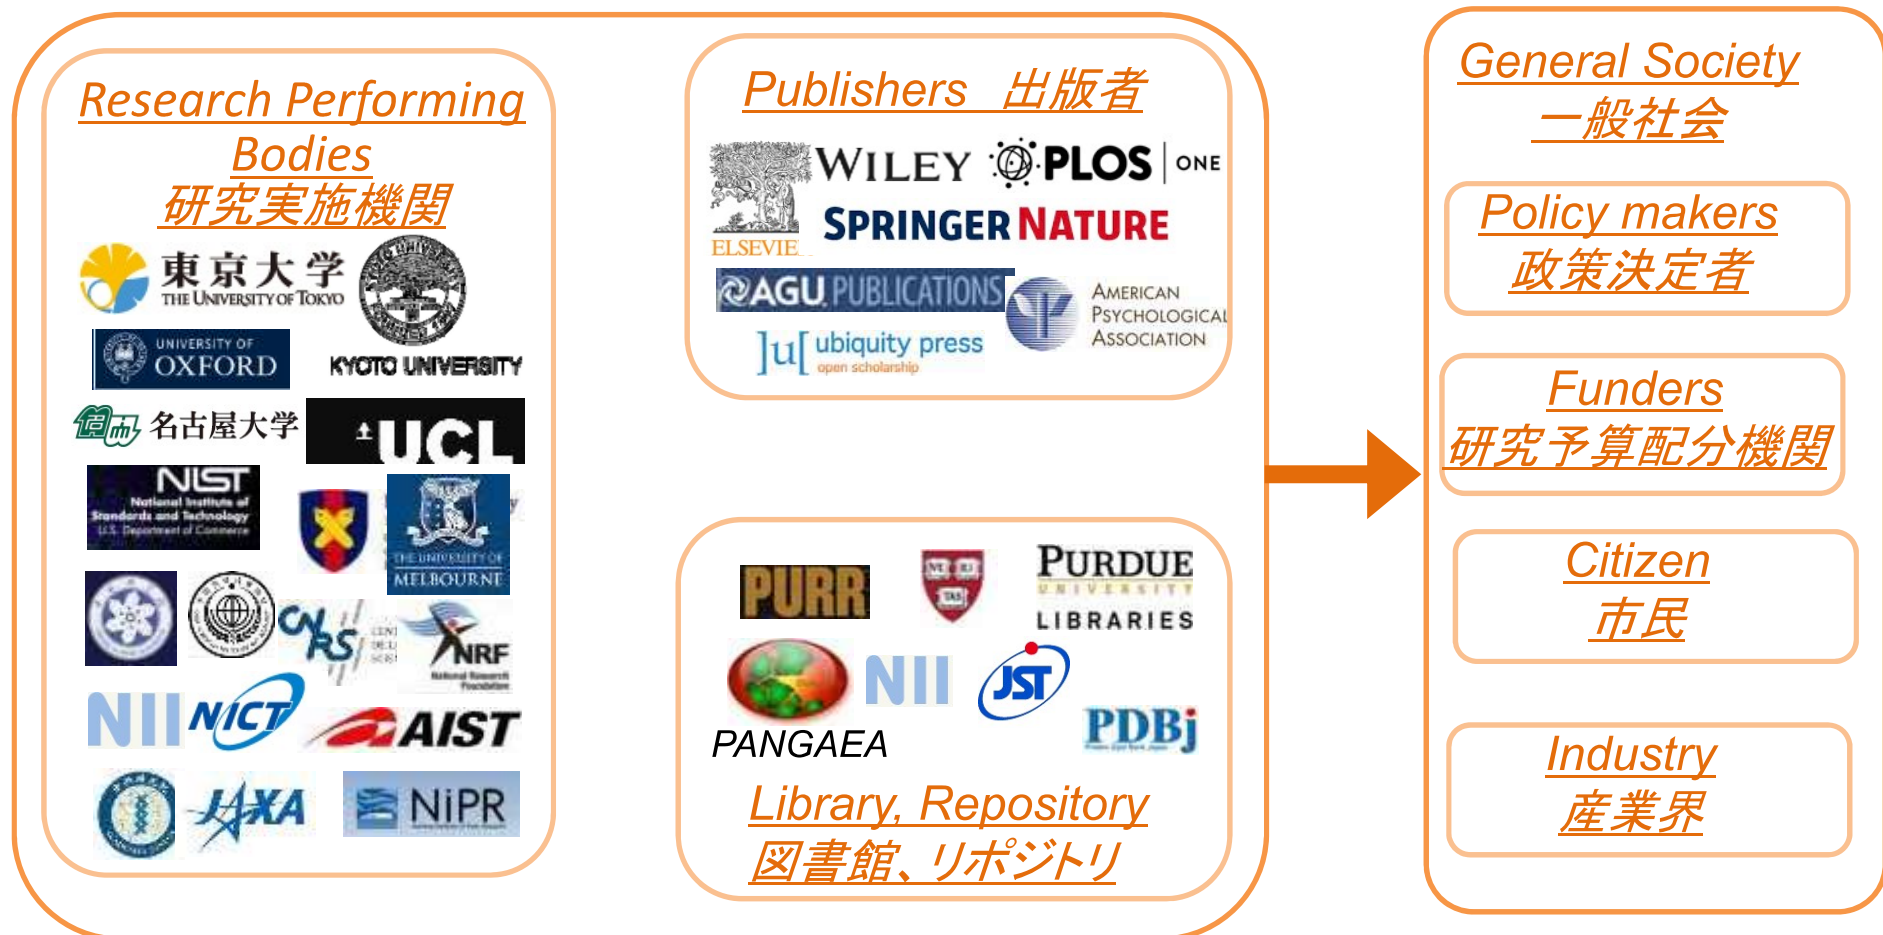 Research Performing
Bodies
研究実施機関
東京大学
THE UNIVERSITY OF TOKYO
KYOTO UNIVERSITY
UNIVERSITY OF
OXFORD
名古屋大学
UCL
NIST
National Institute of
Standards and Technology
U.S. Department of Commerce
THE UNIVERSITY OF
MELBOURNE
CNRS
NRF
National Research
Foundation
NII
NICT
AIST
JAXA
NiPR
Publishers 出版者
ELSEVIE
WILEY
PLOS ONE
SPRINGER NATURE
AGU PUBLICATIONS
AMERICAN
PSYCHOLOGICAL
ASSOCIATION
]u[ ubiquity press
open scholarship
PURR
VE RI
TAS
PURDUE
UNIVERSITY
LIBRARIES
NII
JST
PANGAEA
PDBj
Library, Repository
図書館、リポジトリ
General Society
一般社会
Policy makers
政策決定者
Funders
研究予算配分機関
Citizen
市民
Industry
産業界